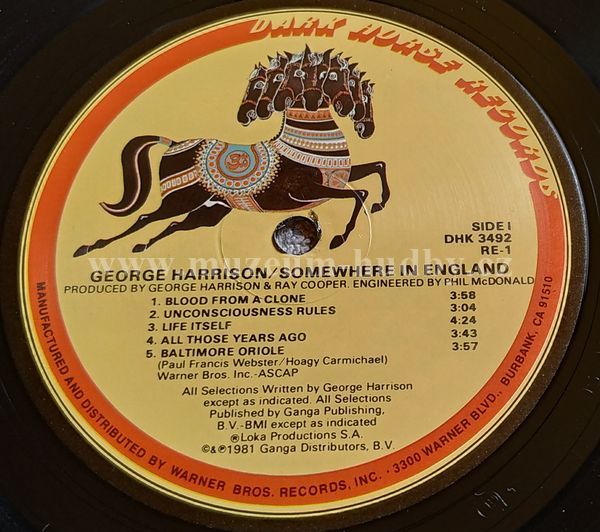 DARK HORSE RECORDS
SIDE I
DHK 3492
RE-1
www.muzeum-hudby.cz
GEORGE HARRISON/SOMEWHERE IN ENGLAND
PRODUCED BY GEORGE HARRISON & RAY COOPER. ENGINEERED BY PHIL McDONALD
1. BLOOD FROM A CLONE 3:58
2. UNCONSCIOUSNESS RULES 3:04
3. LIFE ITSELF 4:24
4. ALL THOSE YEARS AGO 3:43
5. BALTIMORE ORIOLE 3:57
(Paul Francis Webster/Hoagy Carmichael)
Warner Bros. Inc.-ASCAP
All Selections Written by George Harrison
except as indicated. All Selections
Published by Ganga Publishing,
B.V.-BMI except as indicated
℗Loka Productions S.A.
©&℗1981 Ganga Distributors, B.V.
MANUFACTURED AND DISTRIBUTED BY WARNER BROS. RECORDS, INC. · 3300 WARNER BLVD., BURBANK, CA 91510